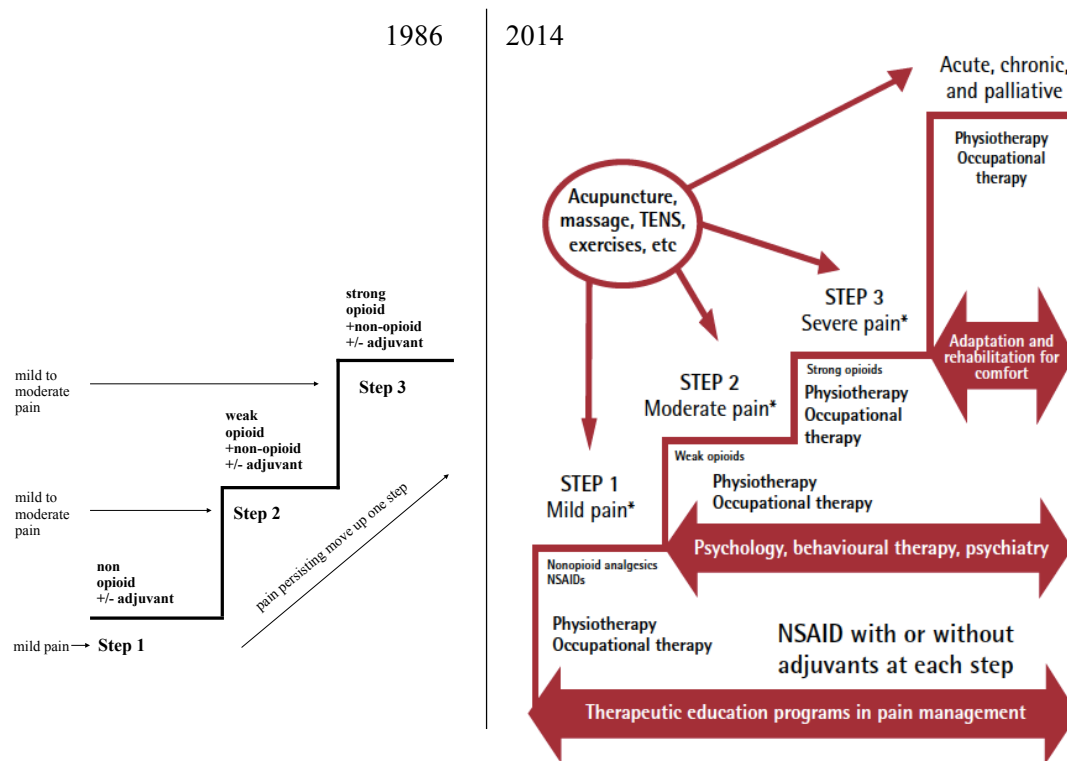 1986
strong
opioid
+non-opioid
+/- adjuvant
mild to
moderate
pain
Step 3
weak
opioid
+non-opioid
+/- adjuvant
mild to
moderate
pain
Step 2
pain persisting move up one step
non
opioid
+/- adjuvant
mild pain
Step 1
2014
Acute, chronic,
and palliative
Physiotherapy
Occupational
therapy
Acupuncture,
massage, TENS,
exercises, etc
STEP 3
Severe pain*
Adaptation and
rehabilitation for
comfort
Strong opioids
Physiotherapy
Occupational
therapy
STEP 2
Moderate pain*
Weak opioids
Physiotherapy
Occupational therapy
STEP 1
Mild pain*
Psychology, behavioural therapy, psychiatry
Nonopioid analgesics
NSAIDs
Physiotherapy
Occupational therapy
NSAID with or without
adjuvants at each step
Therapeutic education programs in pain management